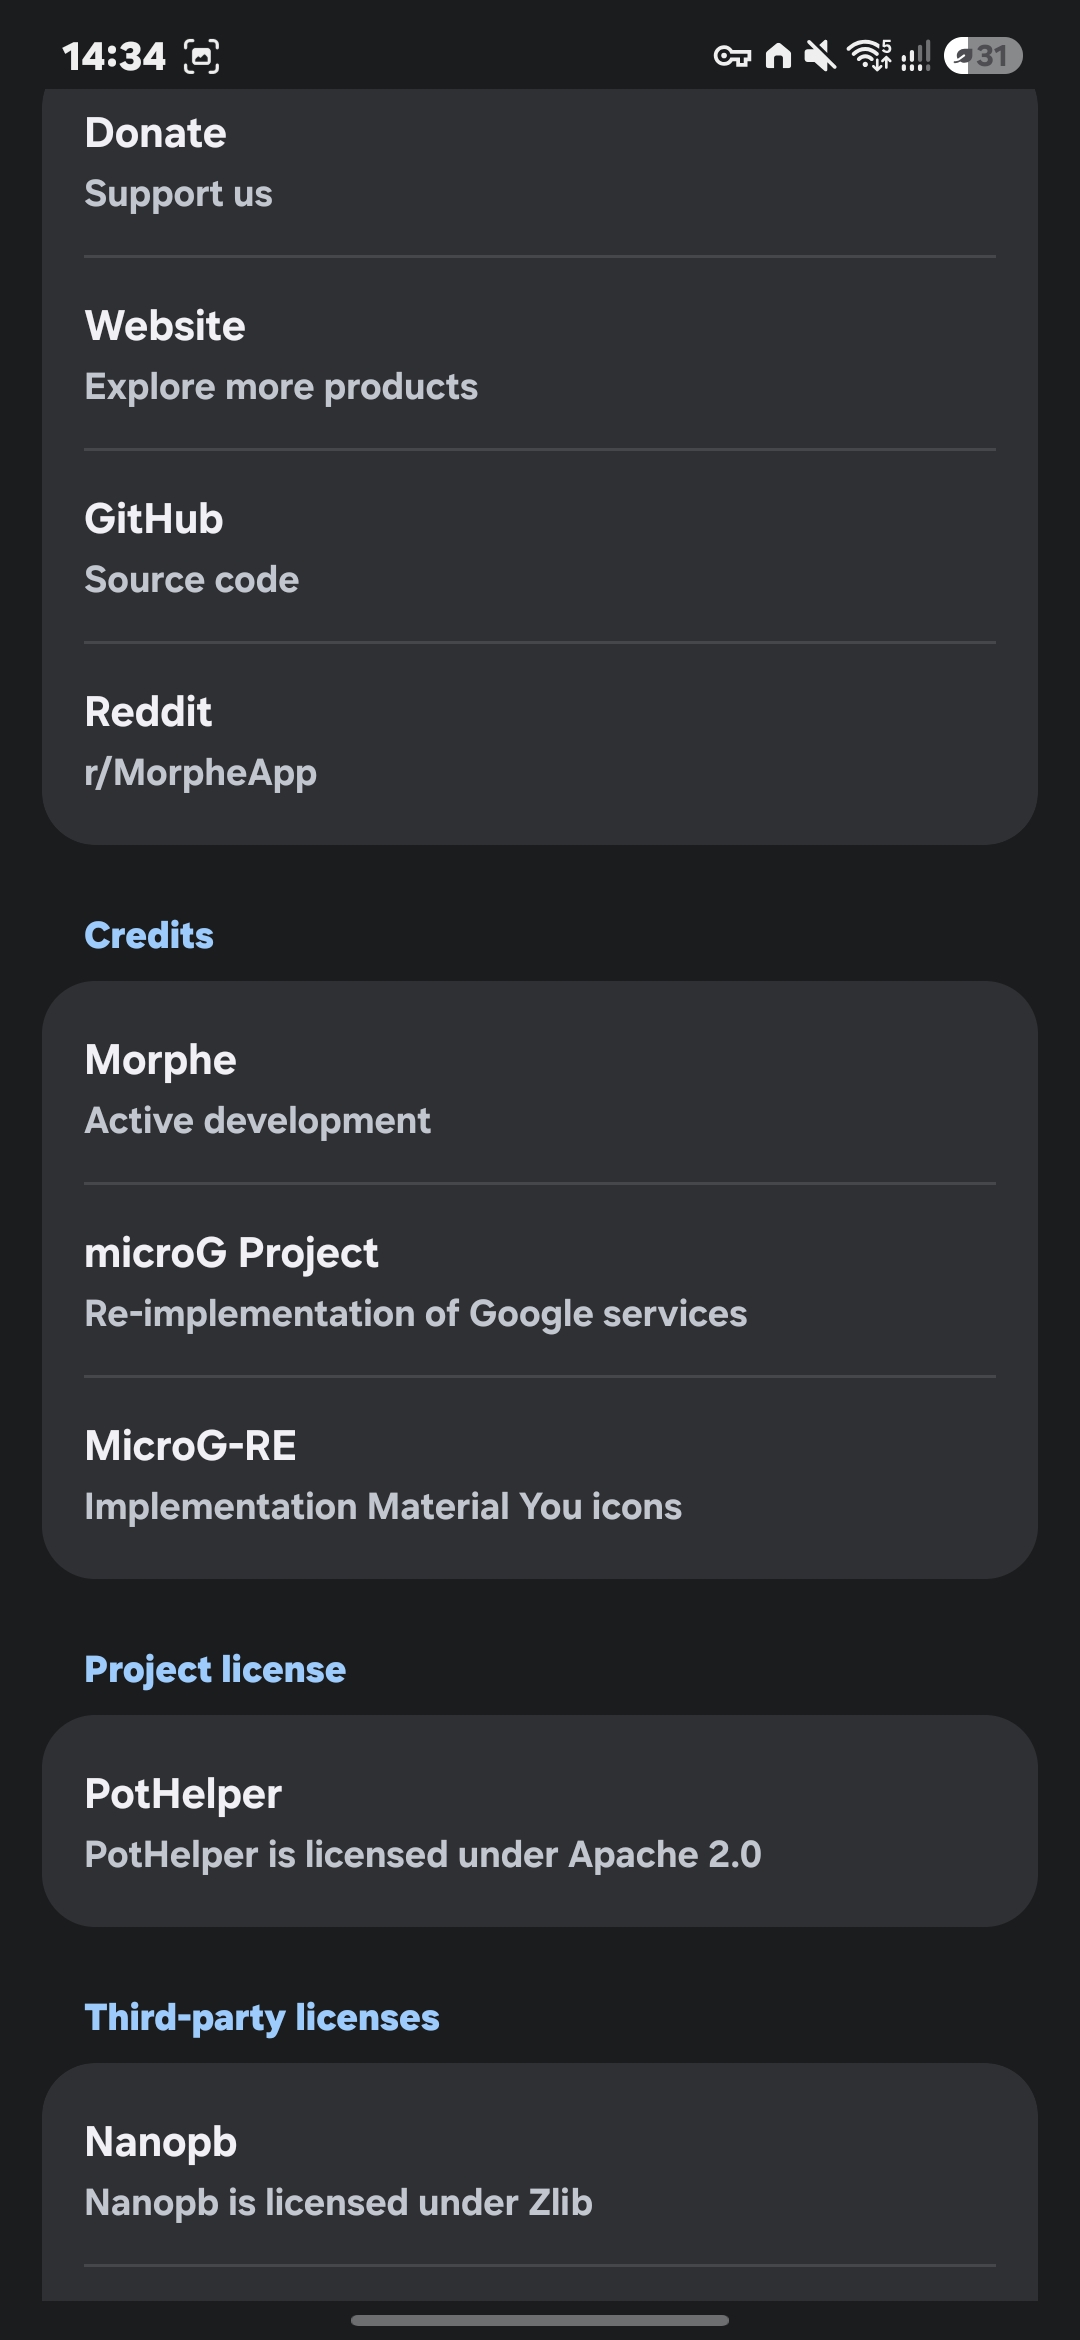 14:34
5
31
Donate
Support us
Website
Explore more products
GitHub
Source code
Reddit
r/MorpheApp
Credits
Morphe
Active development
microG Project
Re-implementation of Google services
MicroG-RE
Implementation Material You icons
Project license
PotHelper
PotHelper is licensed under Apache 2.0
Third-party licenses
Nanopb
Nanopb is licensed under Zlib